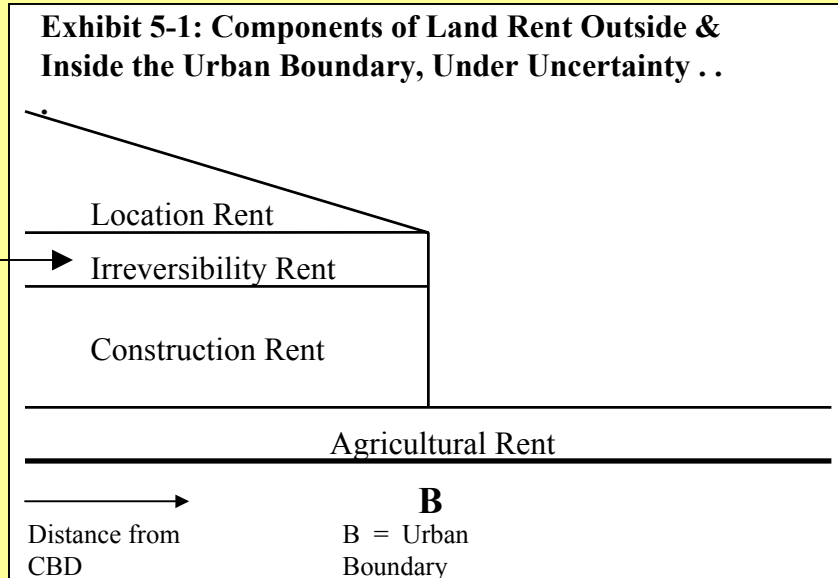 Exhibit 5-1: Components of Land Rent Outside &
Inside the Urban Boundary, Under Uncertainty . .
.
Location Rent
Irreversibility Rent
Construction Rent
Agricultural Rent
B
Distance from
CBD
B = Urban
Boundary